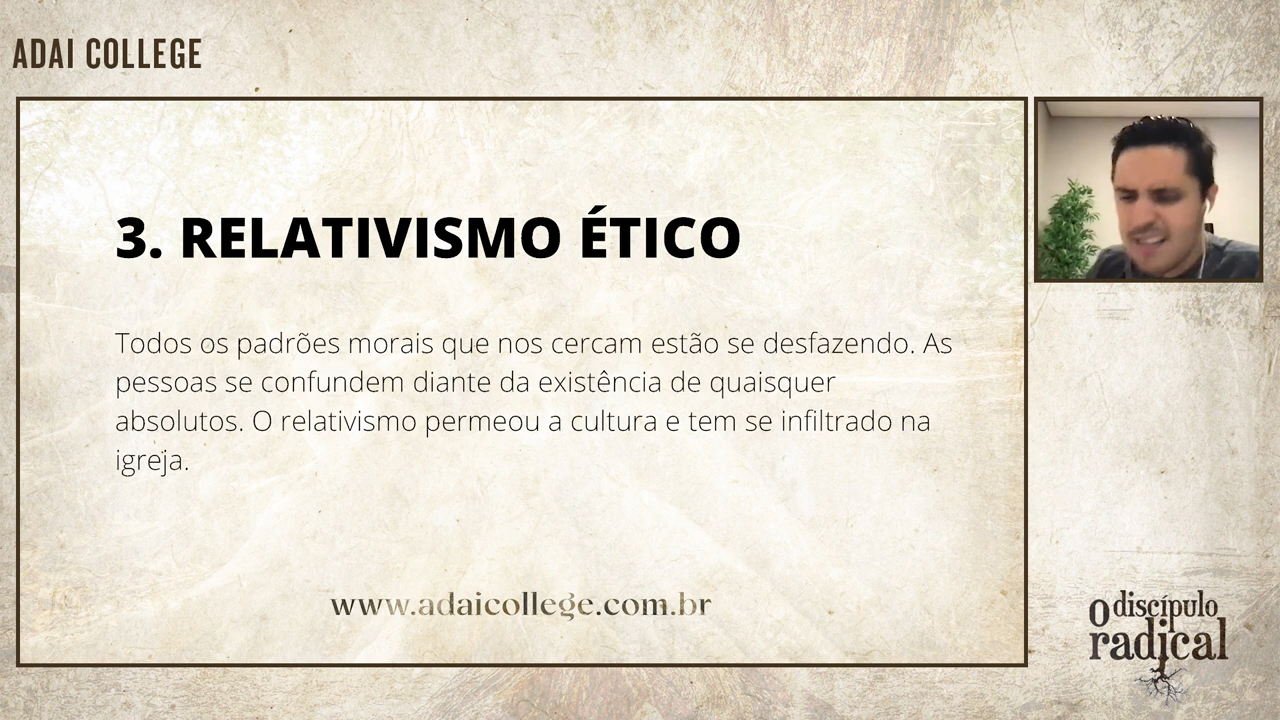 ADAI COLLEGE
3. RELATIVISMO ÉTICO
Todos os padrões morais que nos cercam estão se desfazendo. As
pessoas se confundem diante da existência de quaisquer
absolutos. O relativismo permeou a cultura e tem se infiltrado na
igreja.
www.adaicollege.com.br
o discípulo
radical